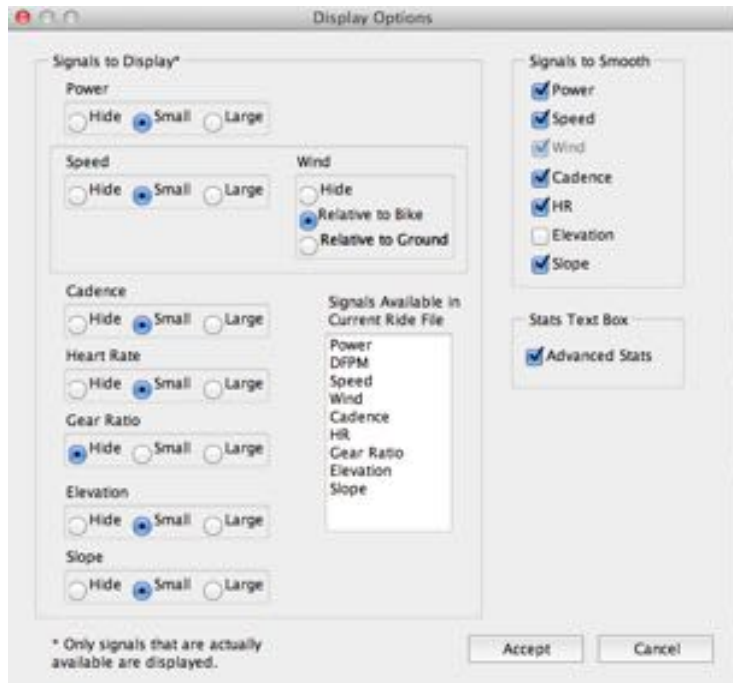 Display Options
Signals to Display*
Power
Hide Small Large
Speed
Hide Small Large
Wind
Hide
Relative to Bike
Relative to Ground
Cadence
Hide Small Large
Heart Rate
Hide Small Large
Gear Ratio
Hide Small Large
Elevation
Hide Small Large
Slope
Hide Small Large
Signals Available in
Current Ride File
Power
DFPM
Speed
Wind
Cadence
HR
Gear Ratio
Elevation
Slope
Signals to Smooth
Power
Speed
Wind
Cadence
HR
Elevation
Slope
Stats Text Box
Advanced Stats
* Only signals that are actually
available are displayed.
Accept
Cancel